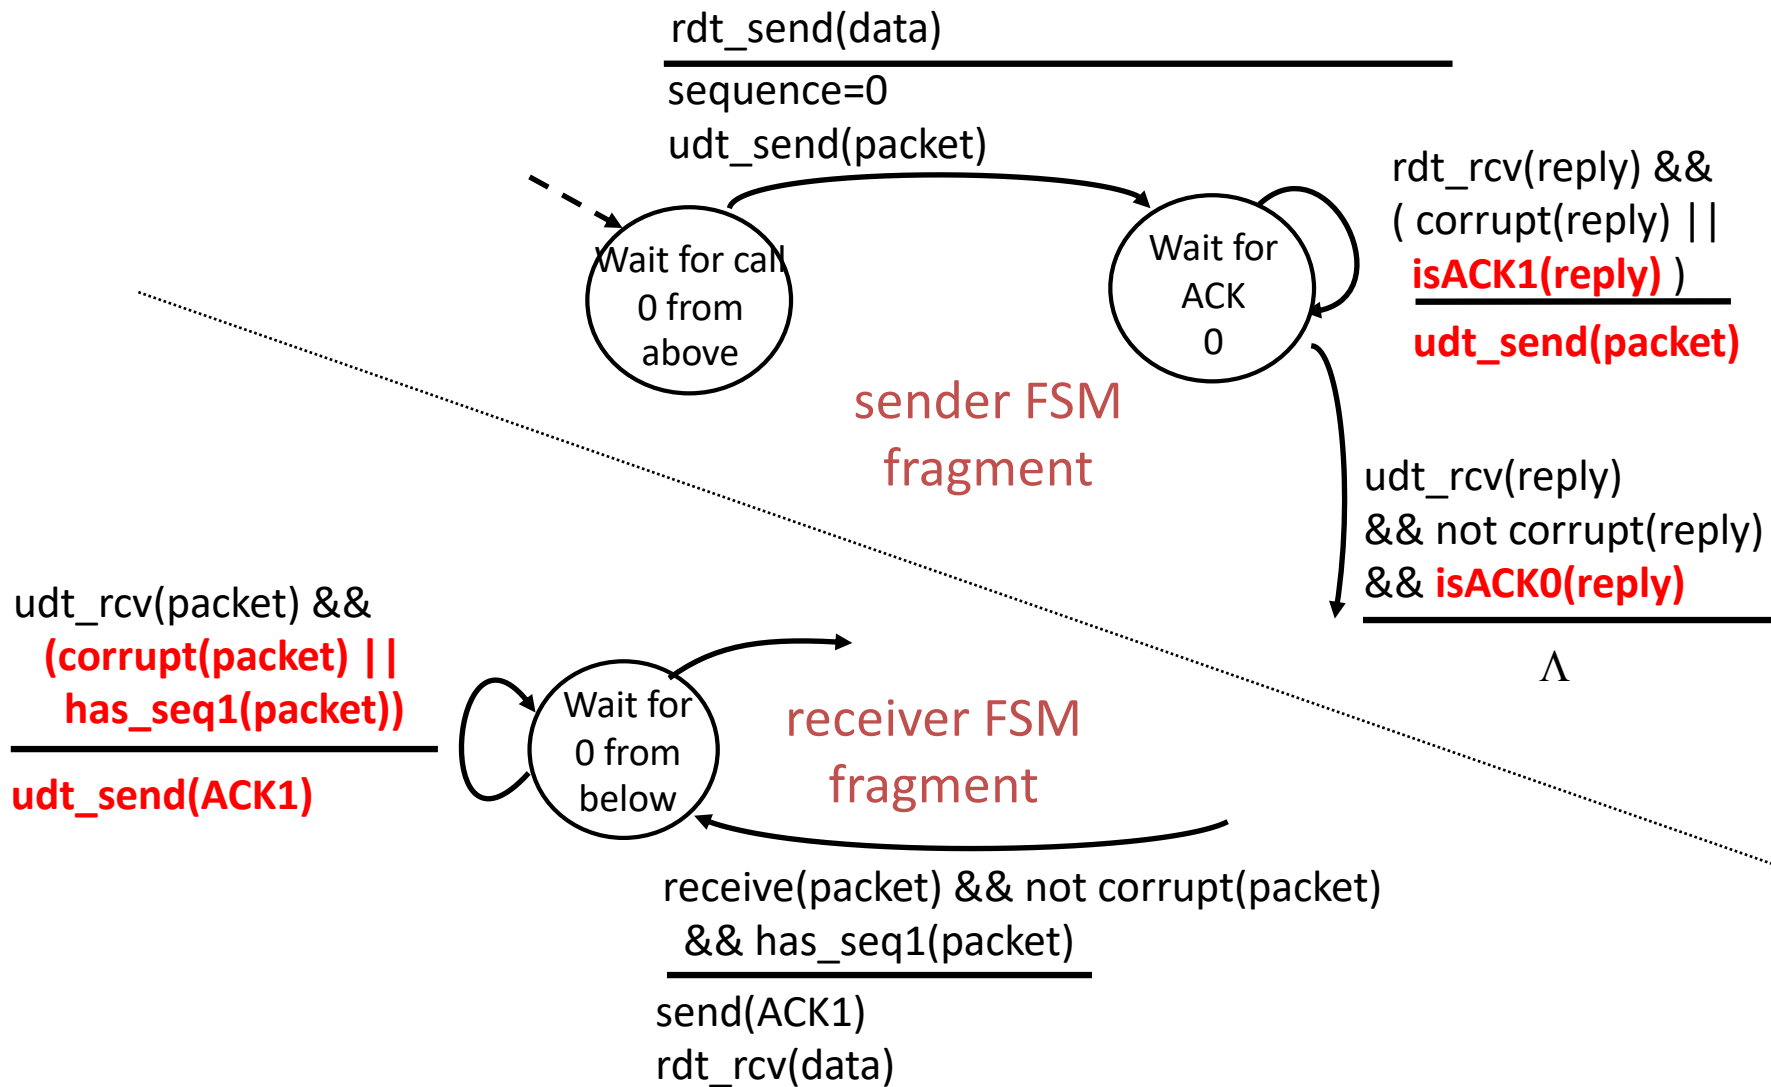 rdt_send(data)
sequence=0
udt_send(packet)
Wait for call
0 from
above
Wait for
ACK
0
rdt_rcv(reply) &&
( corrupt(reply) ||
isACK1(reply) )
udt_send(packet)
sender FSM
fragment
udt_rcv(reply)
&& not corrupt(reply)
&& isACK0(reply)
Λ
udt_rcv(packet) &&
(corrupt(packet) ||
has_seq1(packet))
udt_send(ACK1)
Wait for
0 from
below
receiver FSM
fragment
receive(packet) && not corrupt(packet)
&& has_seq1(packet)
send(ACK1)
rdt_rcv(data)